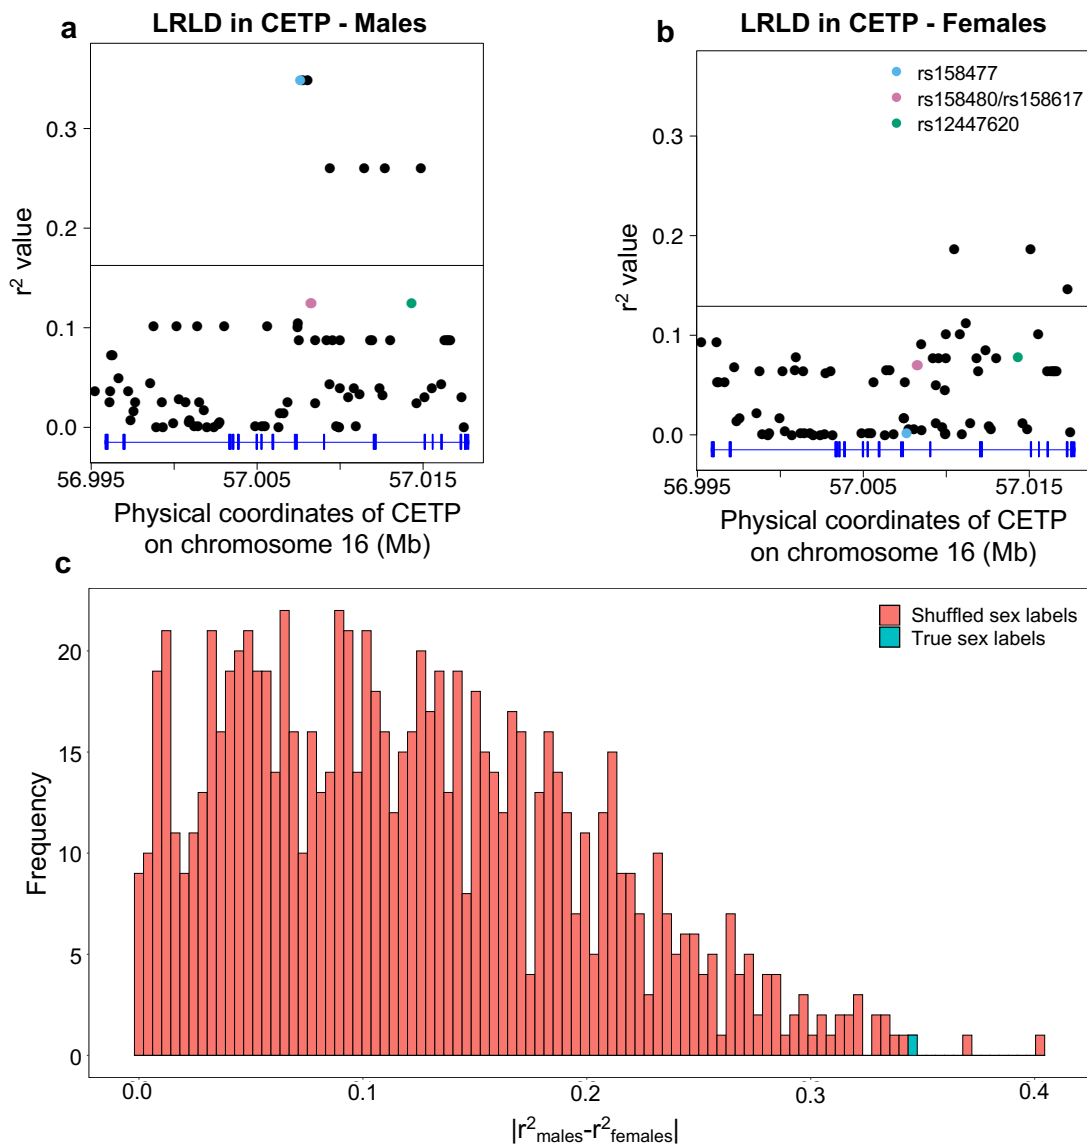 a
LRLD in CETP - Males
r² value
0.3
0.2
0.1
0.0
56.995
57.005
57.015
Physical coordinates of CETP
on chromosome 16 (Mb)
b
LRLD in CETP - Females
rs158477
rs158480/rs158617
rs12447620
r² value
0.3
0.2
0.1
0.0
56.995
57.005
57.015
Physical coordinates of CETP
on chromosome 16 (Mb)
c
Shuffled sex labels
True sex labels
Frequency
20
15
10
5
0
0.0
0.1
0.2
0.3
0.4
|r²males-r²females|